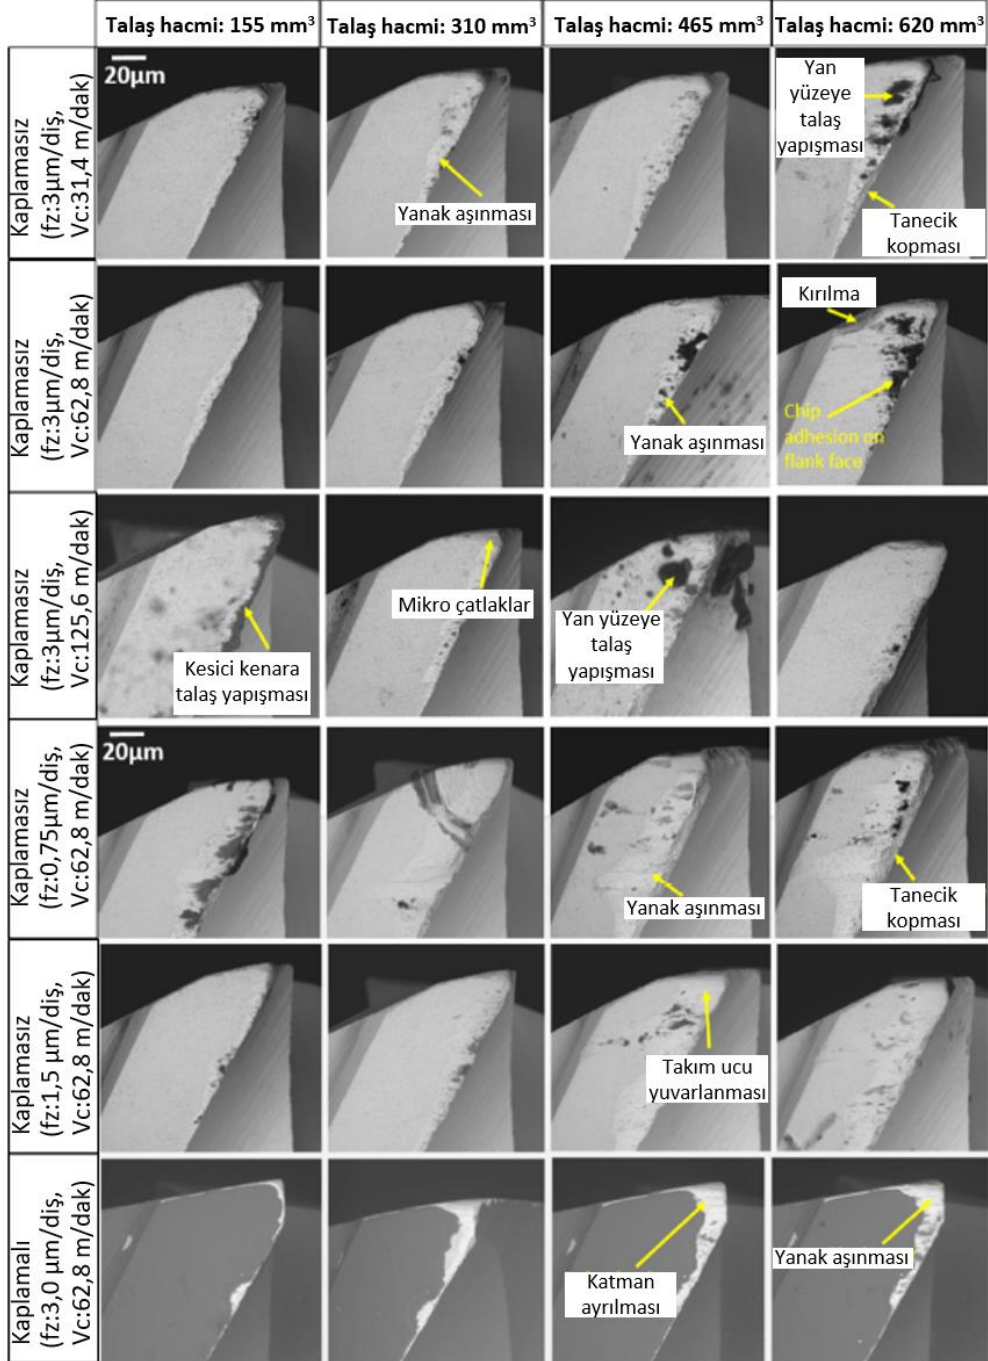 Talaş hacmi: 155 mm³
Talaş hacmi: 310 mm³
Talaş hacmi: 465 mm³
Talaş hacmi: 620 mm³
Kaplamasız
(fz:3µm/diş,
Vc:31,4 m/dak)
20µm
Yanak aşınması
Yan
yüzeye
talaş
yapışması
Tanecik
kopması
Kaplamasız
(fz:3µm/diş,
Vc:62,8 m/dak)
Yanak aşınması
Kırılma
Chip
adhesion on
flank face
Kaplamasız
(fz:3µm/diş,
Vc:125,6 m/dak)
Kesici kenara
talaş yapışması
Mikro çatlaklar
Yan yüzeye
talaş
yapışması
Kaplamasız
(fz:0,75µm/diş,
Vc:62,8 m/dak)
20µm
Yanak aşınması
Tanecik
kopması
Kaplamasız
(fz:1,5 µm/diş,
Vc:62,8 m/dak)
Takım ucu
yuvarlanması
Kaplamalı
(fz:3,0 µm/diş,
Vc:62,8 m/dak)
Katman
ayrılması
Yanak aşınması